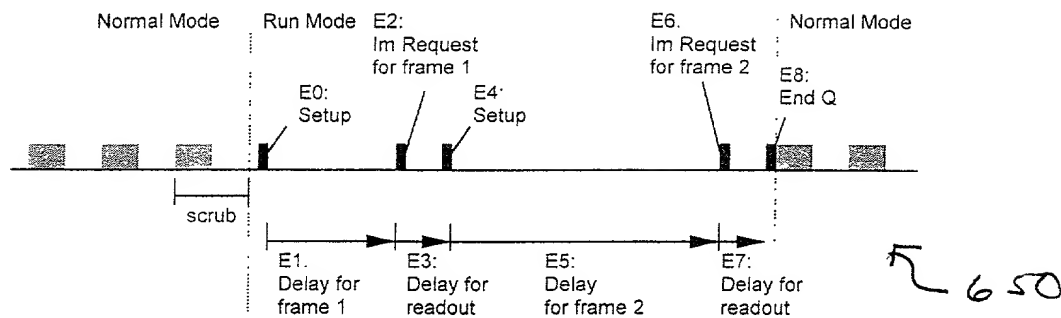 Normal Mode
Run Mode
E2:
Im Request
for frame 1
E6.
Im Request
for frame 2
Normal Mode
E0:
Setup
E4:
Setup
E8:
End Q
scrub
E1.
Delay for
frame 1
E3:
Delay for
readout
E5:
Delay
for frame 2
E7:
Delay for
readout
650